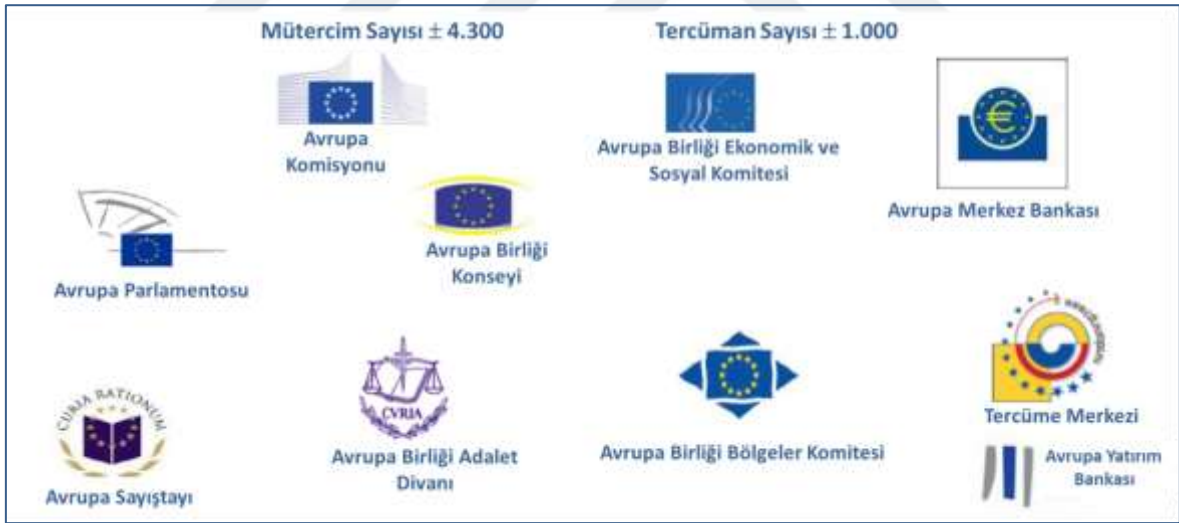 Mütercim Sayısı ± 4.300
Tercüman Sayısı ± 1.000
Avrupa
Komisyonu
Avrupa Birliği Ekonomik ve
Sosyal Komitesi
Avrupa Merkez Bankası
Avrupa Birliği
Konseyi
Avrupa Parlamentosu
CURIA RATIONUM
CVRIA
Tercüme Merkezi
Avrupa Birliği Adalet
Divanı
Avrupa Birliği Bölgeler Komitesi
Avrupa Yatırım
Bankası
Avrupa Sayıştayı